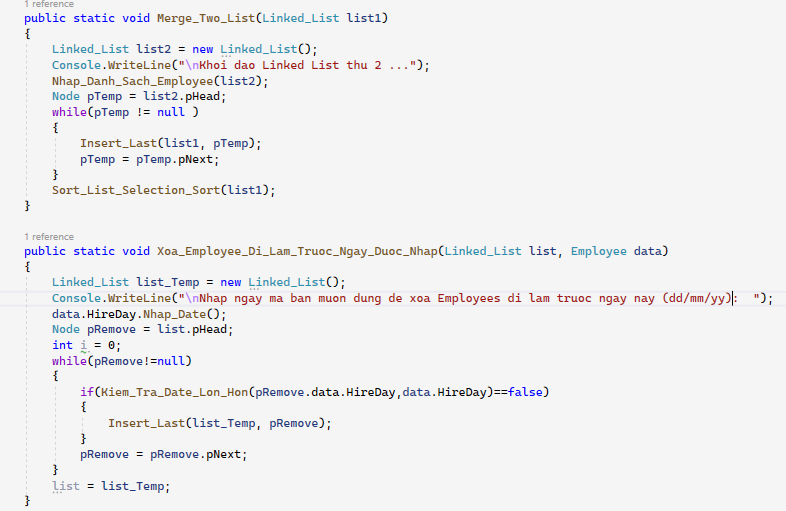 1 reference
public static void Merge_Two_List(Linked_List list1)
{
Linked_List list2 = new Linked_List();
Console.WriteLine("\nKhoi dao Linked List thu 2 ...");
Nhap_Danh_Sach_Employee(list2);
Node pTemp = list2.pHead;
while(pTemp != null )
{
Insert_Last(list1, pTemp);
pTemp = pTemp.pNext;
}
Sort_List_Selection_Sort(list1);
}
1 reference
public static void Xoa_Employee_Di_Lam_Truoc_Ngay_Duoc_Nhap(Linked_List list, Employee data)
{
Linked_List list_Temp = new Linked_List();
Console.WriteLine("\nNhap ngay ma ban muon dung de xoa Employees di lam truoc ngay nay (dd/mm/yy):  ");
data.HireDay.Nhap_Date();
Node pRemove = list.pHead;
int i = 0;
while(pRemove!=null)
{
if(Kiem_Tra_Date_Lon_Hon(pRemove.data.HireDay,data.HireDay)==false)
{
Insert_Last(list_Temp, pRemove);
}
pRemove = pRemove.pNext;
}
list = list_Temp;
}